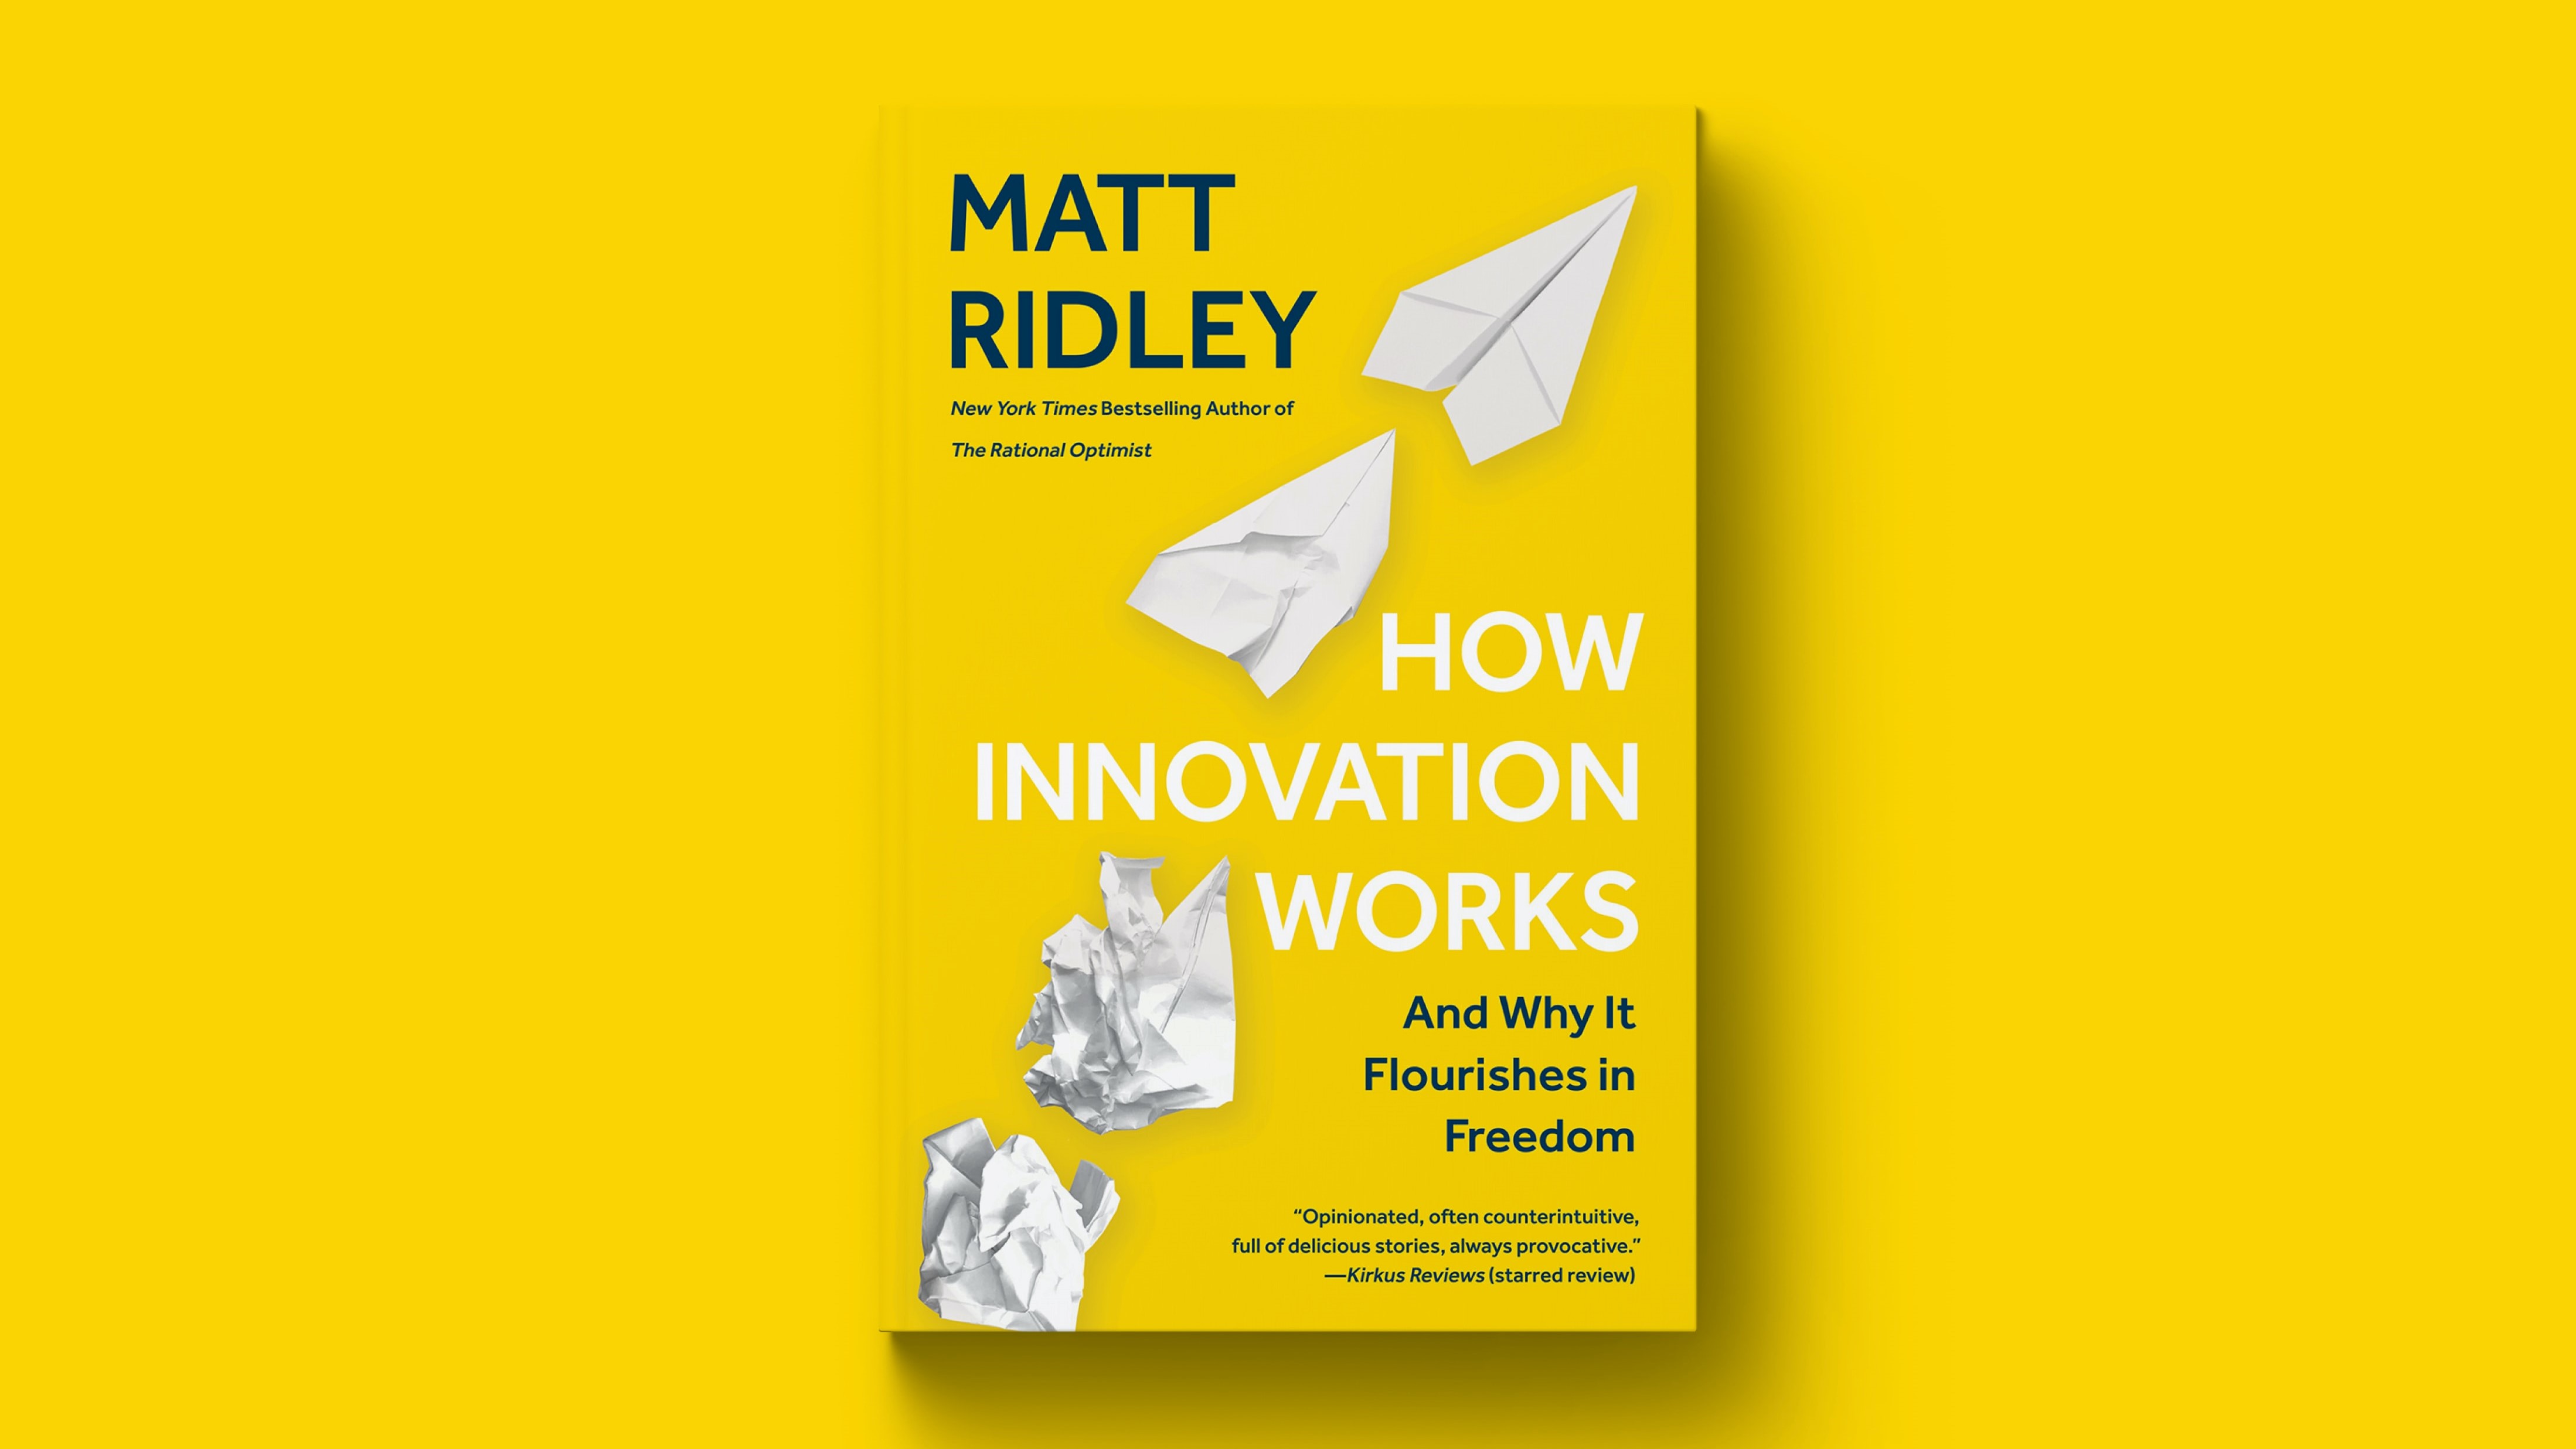 MATT
RIDLEY
New York Times Bestselling Author of
The Rational Optimist
HOW
INNOVATION
WORKS
And Why It
Flourishes in
Freedom
“Opinionated, often counterintuitive,
full of delicious stories, always provocative.”
—Kirkus Reviews (starred review)